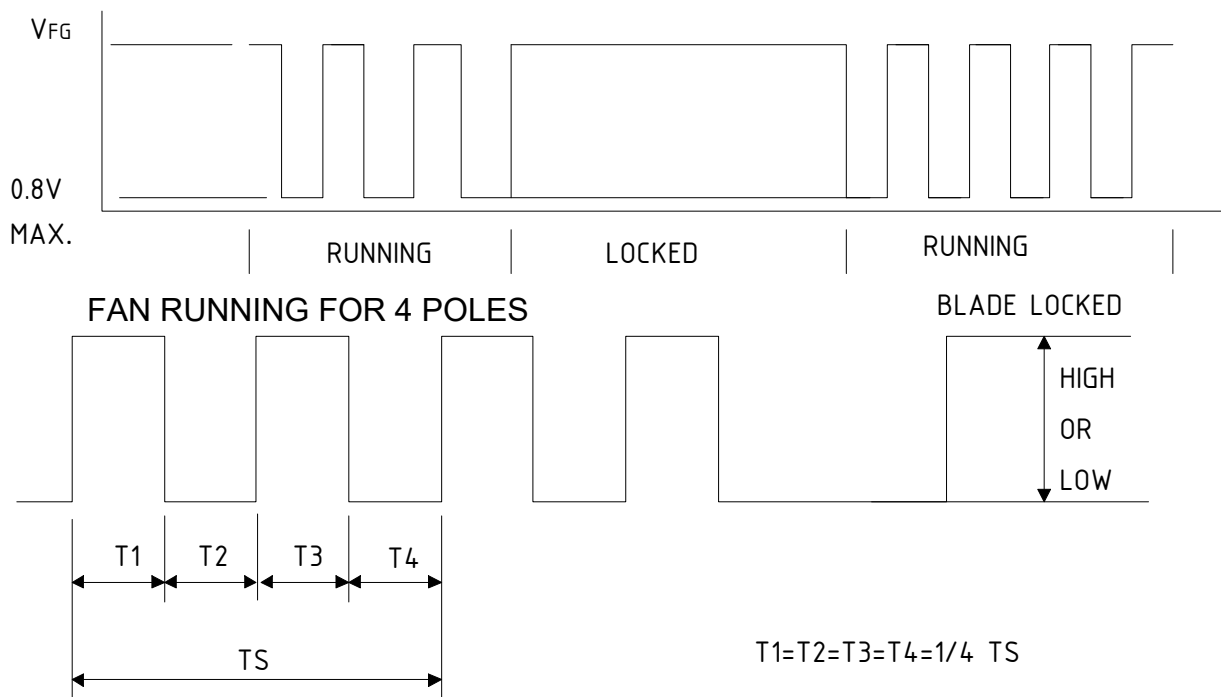 VFG
0.8V
MAX.
RUNNING
LOCKED
RUNNING
FAN RUNNING FOR 4 POLES
BLADE LOCKED
HIGH
OR
LOW
T1
T2
T3
T4
TS
T1=T2=T3=T4=1/4 TS